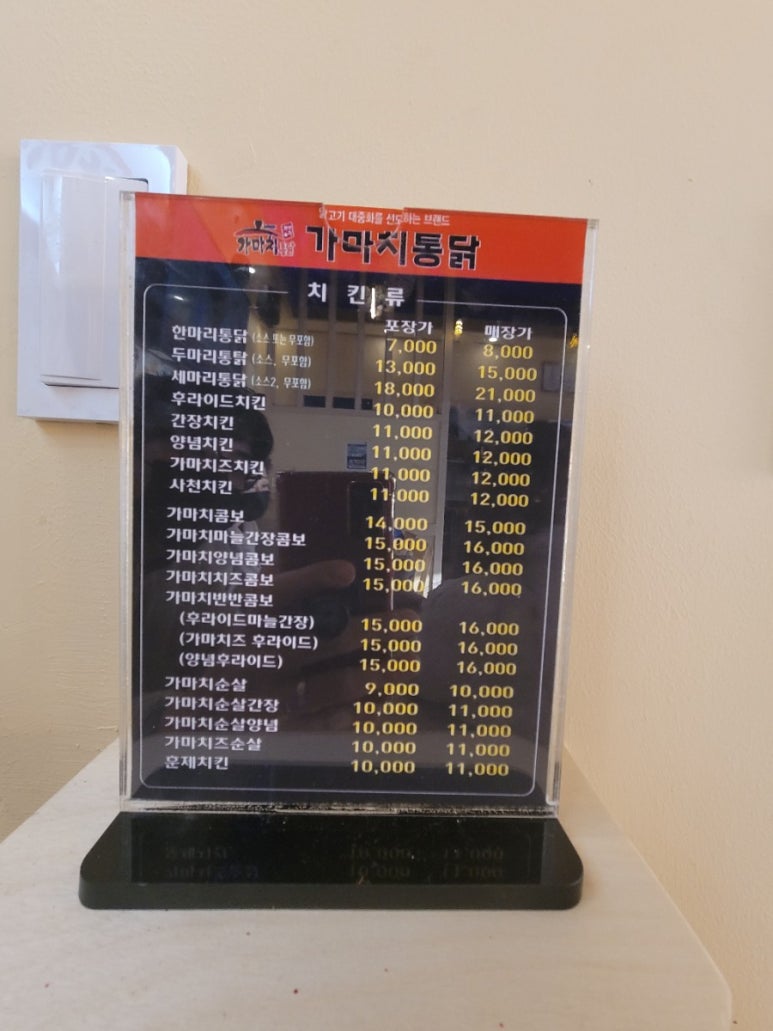 닭고기 대중화를 선도하는 브랜드
가마치통닭 가마치통닭
치킨류
포장가 매장가
한마리통닭 (소스 또는 무포함) 7,000 8,000
두마리통탉 (소스, 무포함) 13,000 15,000
세마리통닭 (소스2, 무포함) 18,000 21,000
후라이드치킨 10,000 11,000
간장치킨 11,000 12,000
양념치킨 11,000 12,000
가마치즈치킨 11,000 12,000
사천치킨 11,000 12,000
가마치콤보 14,000 15,000
가마치마늘간장콤보 15,000 16,000
가마치양념콤보 15,000 16,000
가마치치즈콤보 15,000 16,000
가마치반반콤보
(후라이드마늘간장) 15,000 16,000
(가마치즈 후라이드) 15,000 16,000
(양념후라이드) 15,000 16,000
가마치순살 9,000 10,000
가마치순살간장 10,000 11,000
가마치순살양념 10,000 11,000
가마치즈순살 10,000 11,000
훈제치킨 10,000 11,000